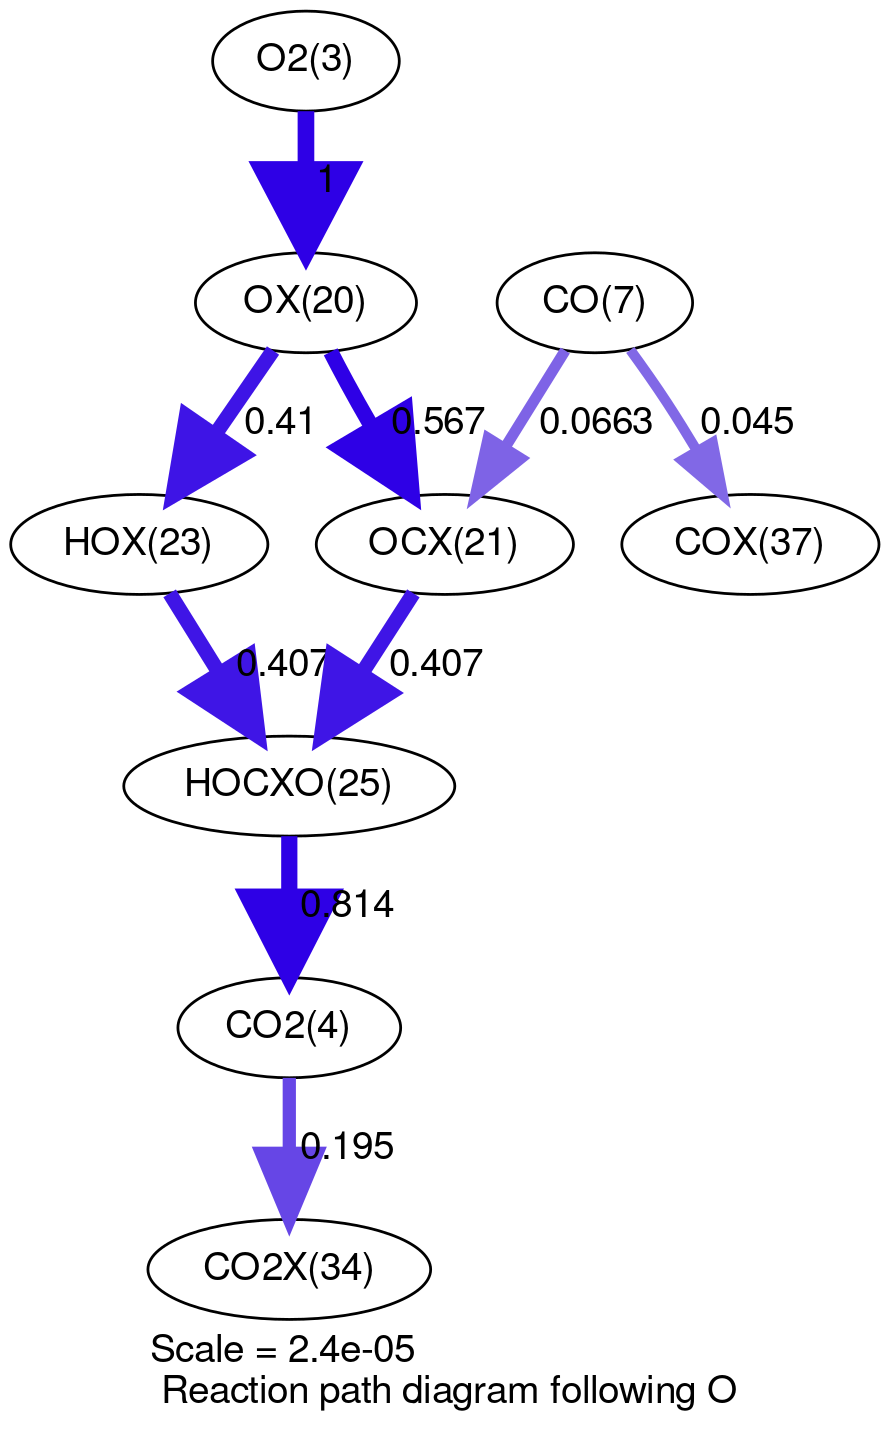 O2(3)
1
OX(20)
CO(7)
0.41
0.567
0.0663
0.045
HOX(23)
OCX(21)
COX(37)
0.407
0.407
HOCXO(25)
0.814
CO2(4)
0.195
CO2X(34)
Scale = 2.4e-05
Reaction path diagram following O